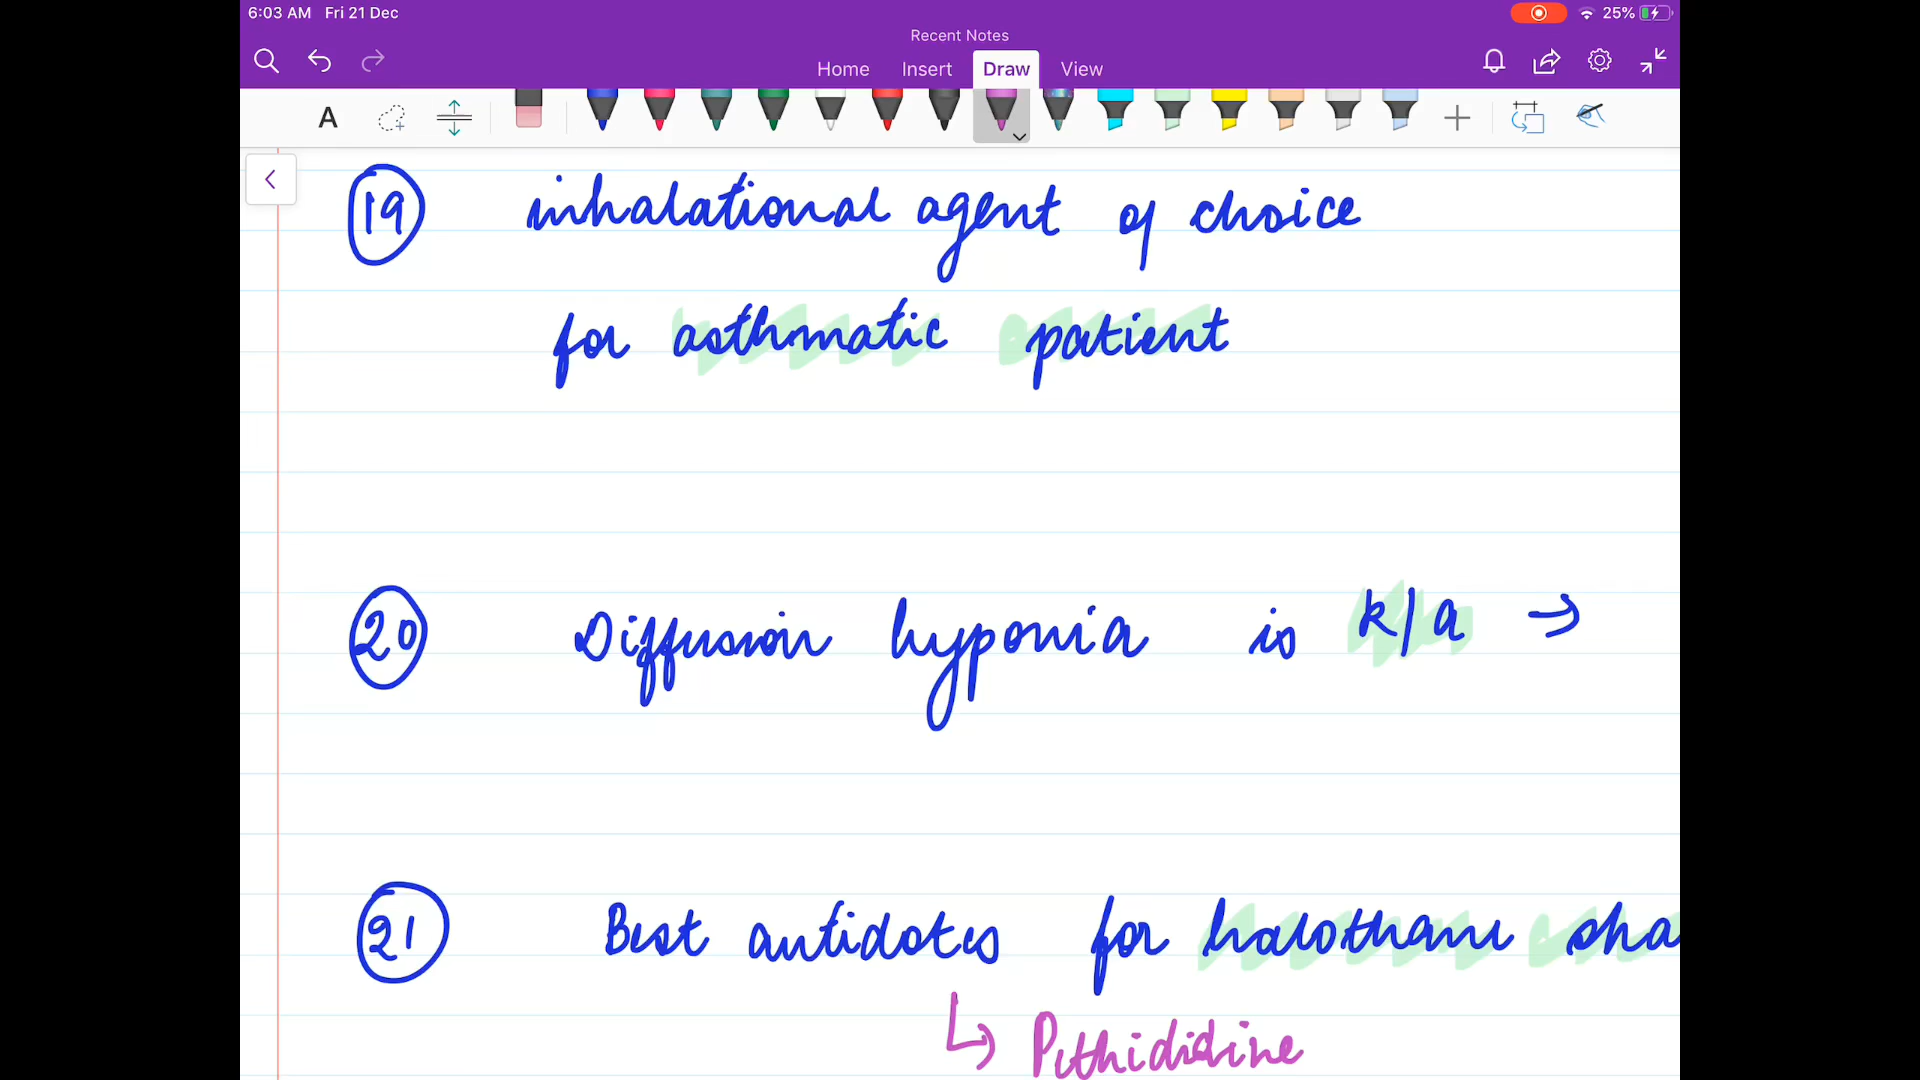 6:03 AM Fri 21 Dec
25%
Recent Notes
Home Insert Draw View
A
19 inhalational agent of choice
for asthmatic patient
20 Diffusion hypoxia is k/a →
21 Best antidotes for halothane sha
↳ Pethididine